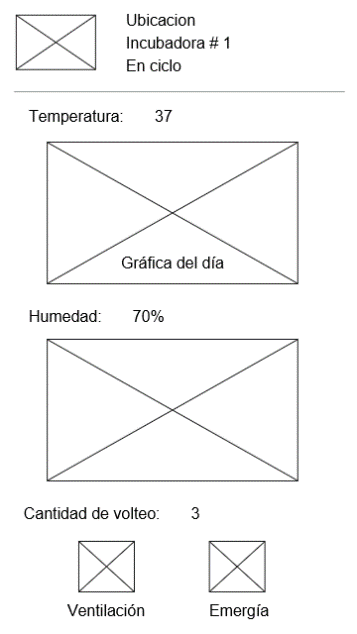 Ubicacion
Incubadora # 1
En ciclo
Temperatura: 37
Gráfica del día
Humedad: 70%
Cantidad de volteo: 3
Ventilación Emergía